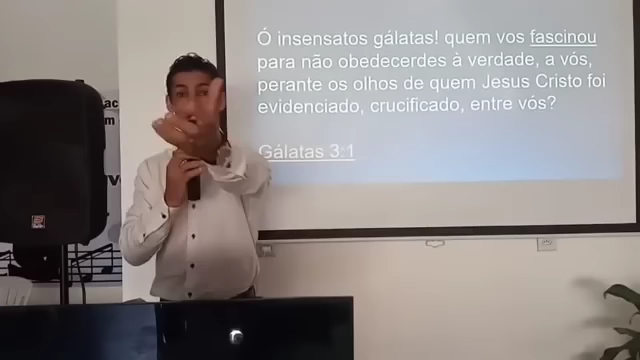 Ó insensatos gálatas! quem vos fascinou
para não obedecerdes à verdade, a vós,
perante os olhos de quem Jesus Cristo foi
evidenciado, crucificado, entre vós?
Gálatas 3:1